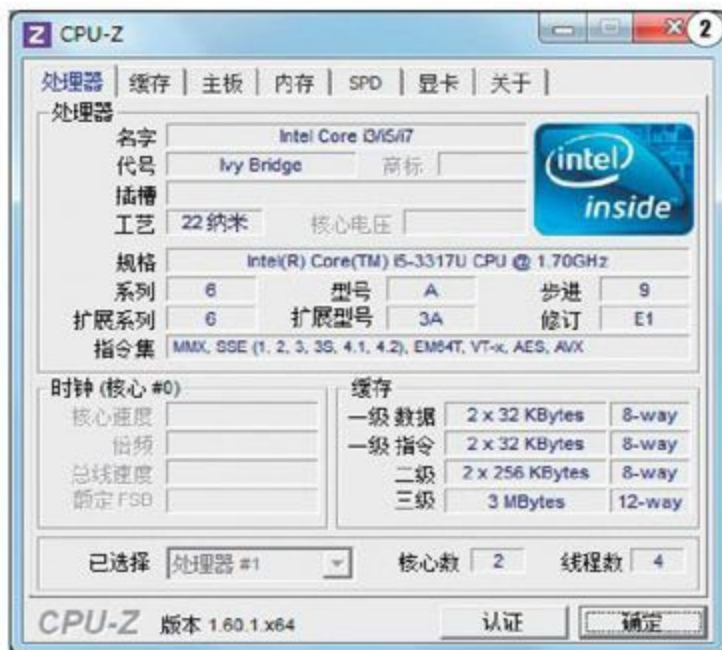 CPU-Z
2
处理器 缓存 主板 内存 SPD 显卡 关于
处理器
名字 Intel Core i3/i5/i7
代号 Ivy Bridge 商标
插槽
工艺 22 纳米 核心电压
intel
inside
规格 Intel(R) Core(TM) i5-3317U CPU @ 1.70GHz
系列 6 型号 A 步进 9
扩展系列 6 扩展型号 3A 修订 E1
指令集 MMX, SSE (1, 2, 3, 3S, 4.1, 4.2), EM64T, VT-x, AES, AVX
时钟 (核心 #0)
核心速度
倍频
总线速度
额定 FSB
缓存
一级 数据 2 x 32 KBytes 8-way
一级 指令 2 x 32 KBytes 8-way
二级 2 x 256 KBytes 8-way
三级 3 MBytes 12-way
已选择 处理器 #1 核心数 2 线程数 4
CPU-Z 版本 1.60.1.x64 认证 确定